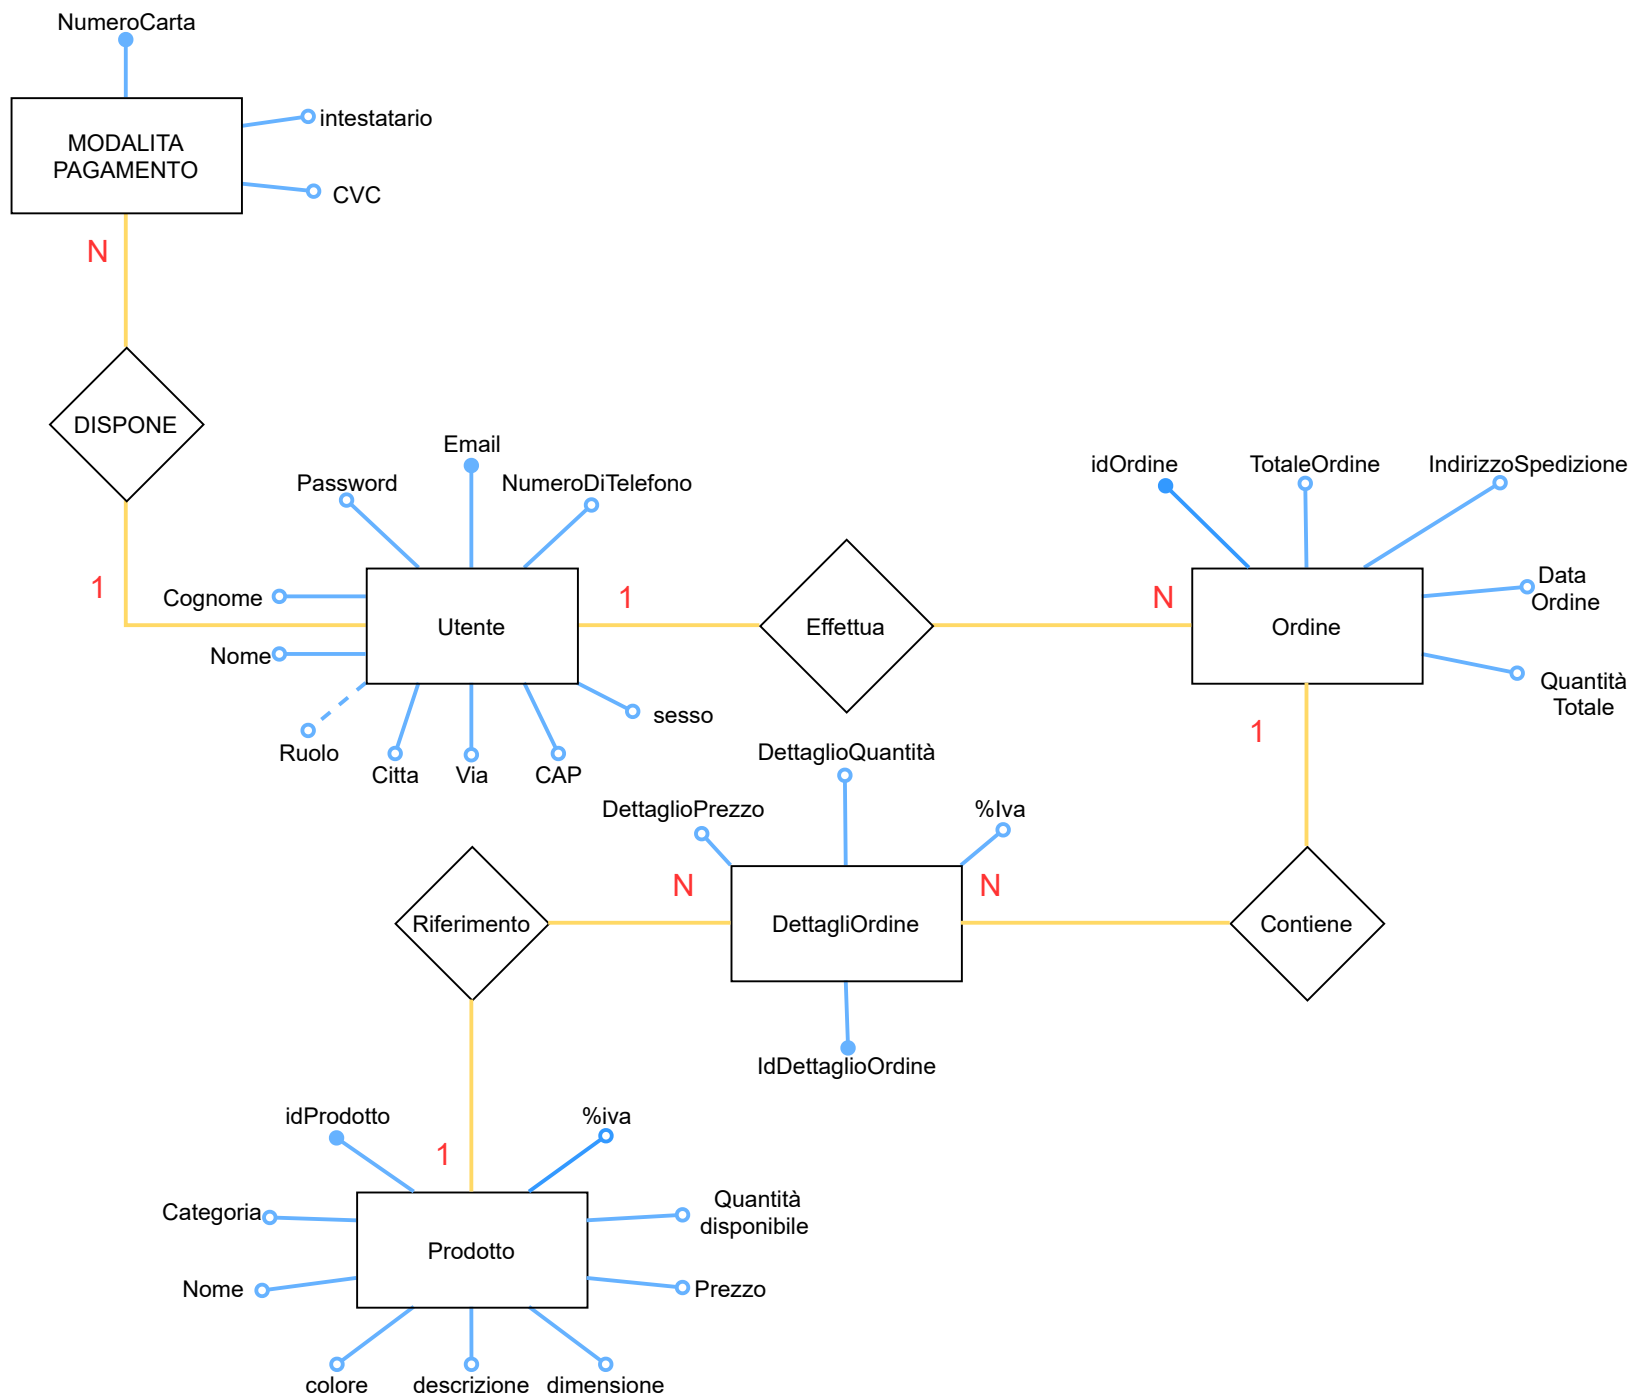 NumeroCarta
intestatario
MODALITA
PAGAMENTO
CVC
N
DISPONE
Email
Password
NumeroDiTelefono
idOrdine
TotaleOrdine
IndirizzoSpedizione
1
Cognome
1
N
Data
Ordine
Utente
Effettua
Ordine
Nome
Quantità
Totale
sesso
Ruolo
Citta
Via
CAP
1
DettaglioQuantità
DettaglioPrezzo
%Iva
N
N
Riferimento
DettagliOrdine
Contiene
IdDettaglioOrdine
idProdotto
%iva
1
Categoria
Quantità
disponibile
Prodotto
Nome
Prezzo
colore
descrizione
dimensione